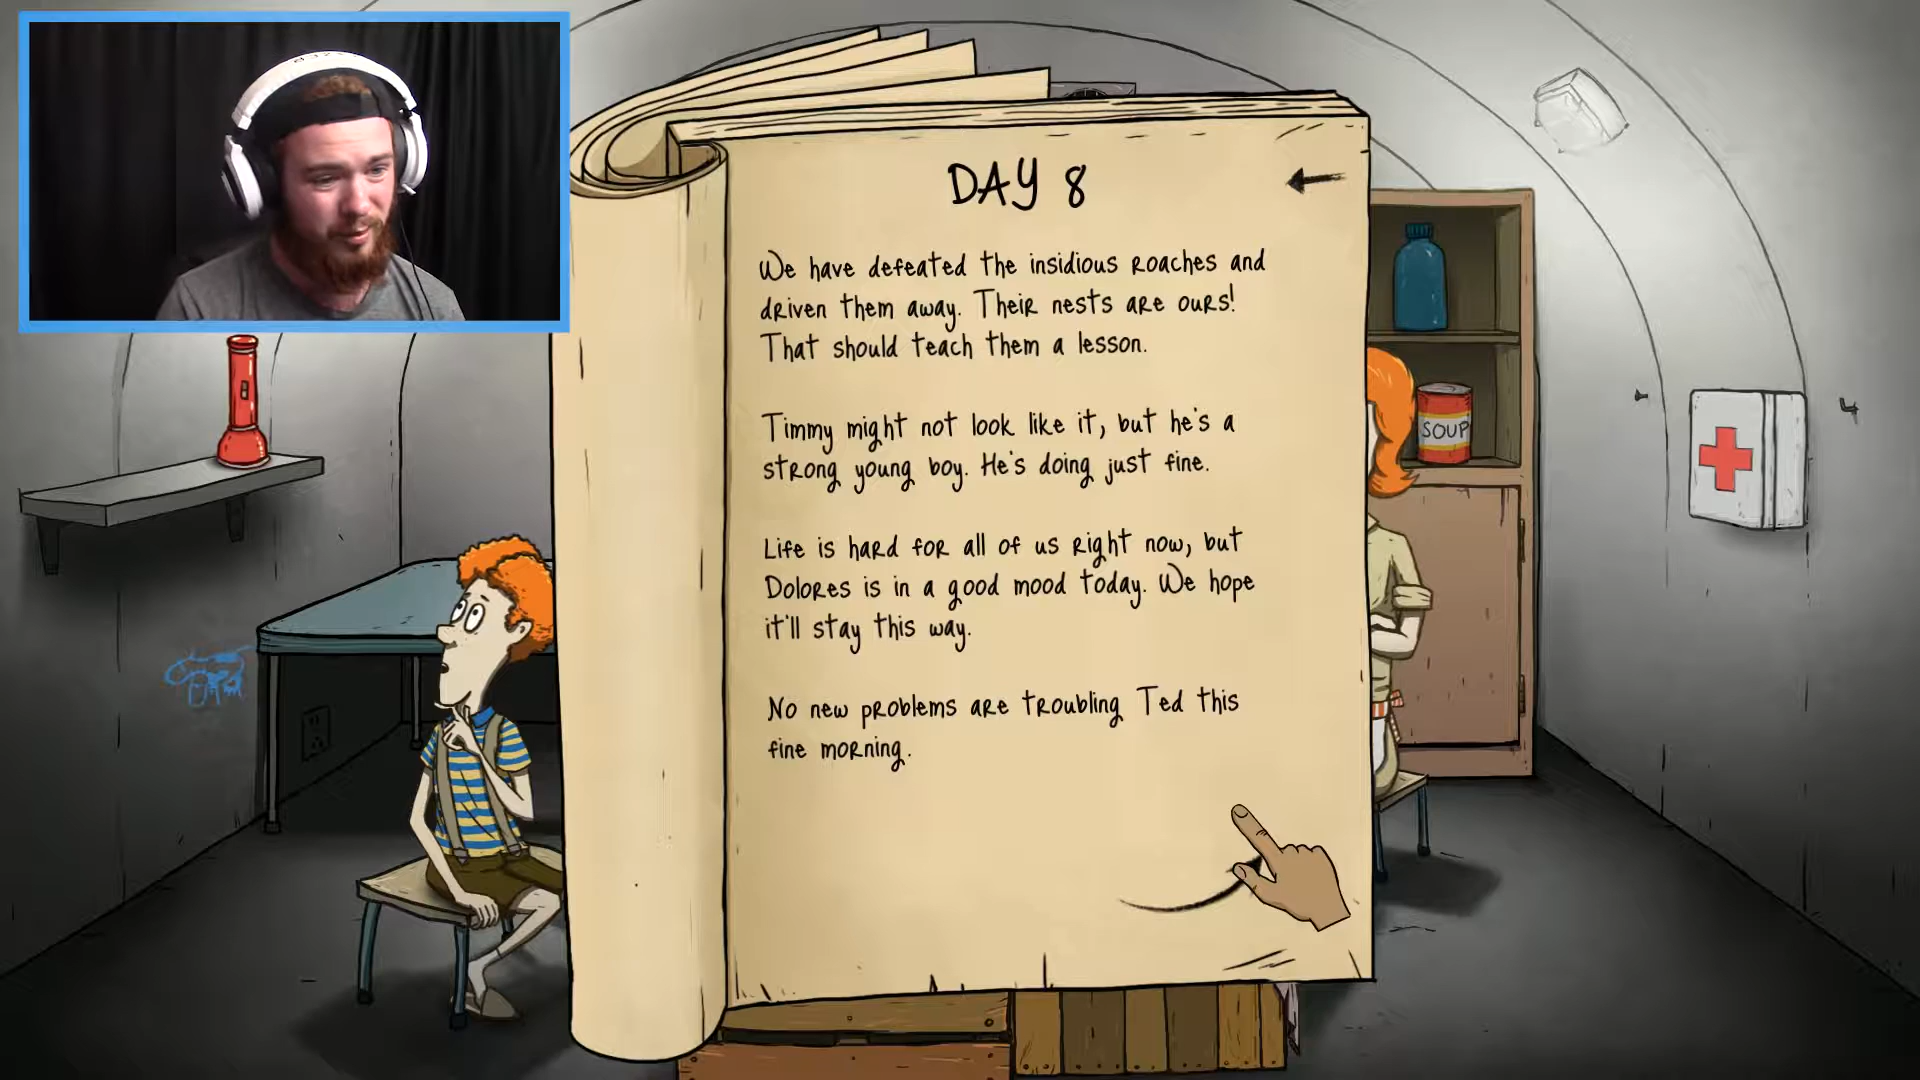 DAY 8
We have defeated the insidious roaches and
driven them away. Their nests are ours!
That should teach them a lesson.
Timmy might not look like it, but he's a
strong young boy. He's doing just fine.
Life is hard for all of us right now, but
Dolores is in a good mood today. We hope
it'll stay this way.
No new problems are troubling Ted this
fine morning.
SOUP